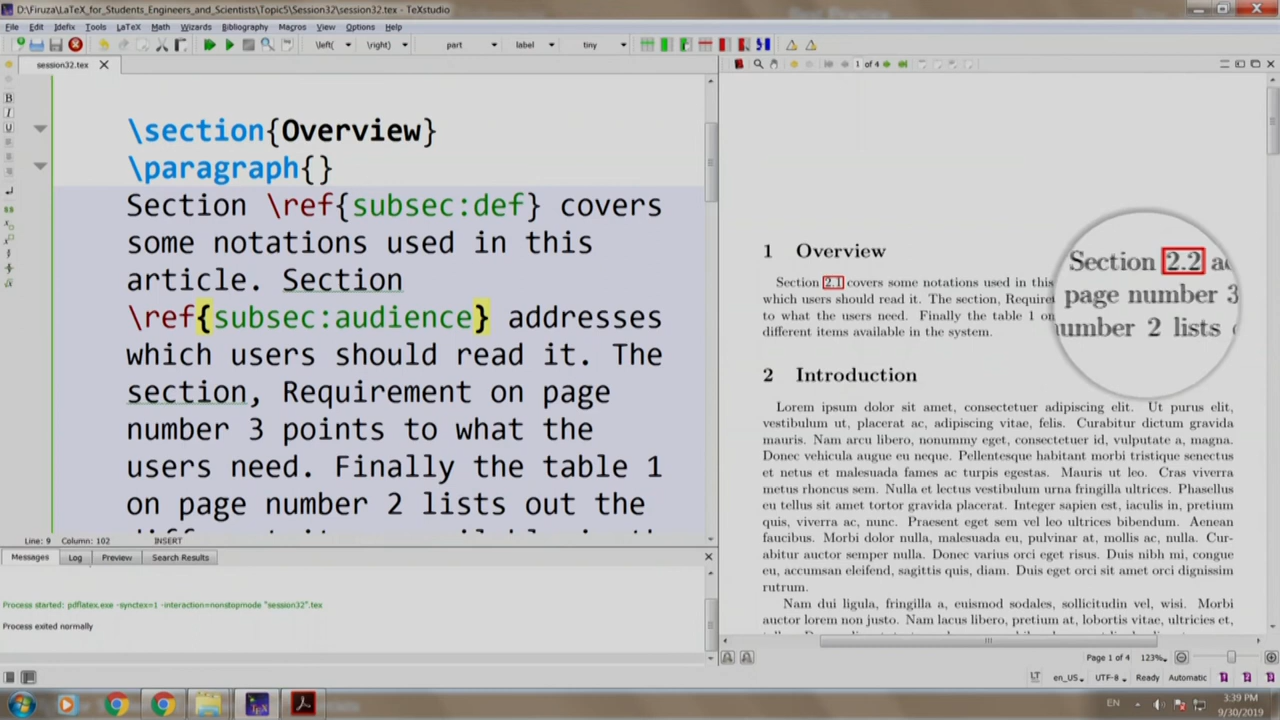 D:\Firuza\LaTeX_for_Students_Engineers_and_Scientists\Topic5\Session32\session32.tex - TeXstudio
File Edit Idefix Tools LaTeX Math Wizards Bibliography Macros View Options Help
\left( \right) part label tiny
session32.tex
1 of 4
\section{Overview}
\paragraph{}
Section \ref{subsec:def} covers
some notations used in this
article. Section
\ref{subsec:audience} addresses
which users should read it. The
section, Requirement on page
number 3 points to what the
users need. Finally the table 1
on page number 2 lists out the
Line: 9 Column: 102 INSERT
Messages Log Preview Search Results
Process started: pdflatex.exe -synctex=1 -interaction=nonstopmode "session32".tex
Process exited normally
1 Overview
Section 2.1 covers some notations used in this
which users should read it. The section, Require
to what the users need. Finally the table 1 on
different items available in the system.
Section 2.2 a
page number 3
umber 2 lists
2 Introduction
Lorem ipsum dolor sit amet, consectetuer adipiscing elit. Ut purus elit,
vestibulum ut, placerat ac, adipiscing vitae, felis. Curabitur dictum gravida
mauris. Nam arcu libero, nonummy eget, consectetuer id, vulputate a, magna.
Donec vehicula augue eu neque. Pellentesque habitant morbi tristique senectus
et netus et malesuada fames ac turpis egestas. Mauris ut leo. Cras viverra
metus rhoncus sem. Nulla et lectus vestibulum urna fringilla ultrices. Phasellus
eu tellus sit amet tortor gravida placerat. Integer sapien est, iaculis in, pretium
quis, viverra ac, nunc. Praesent eget sem vel leo ultrices bibendum. Aenean
faucibus. Morbi dolor nulla, malesuada eu, pulvinar at, mollis ac, nulla. Cur-
abitur auctor semper nulla. Donec varius orci eget risus. Duis nibh mi, congue
eu, accumsan eleifend, sagittis quis, diam. Duis eget orci sit amet orci dignissim
rutrum.
Nam dui ligula, fringilla a, euismod sodales, sollicitudin vel, wisi. Morbi
auctor lorem non justo. Nam lacus libero, pretium at, lobortis vitae, ultricies et,
Page 1 of 4 123%
en_US UTF-8 Ready Automatic
EN 3:39 PM
9/30/2019